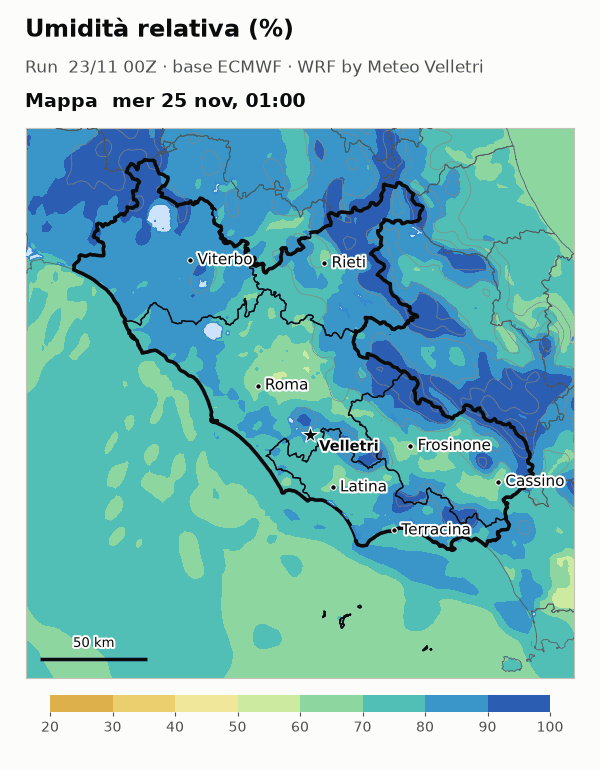 Umidità relativa (%)
Run  23/11 00Z · base ECMWF · WRF by Meteo Velletri
Mappa  mer 25 nov, 01:00
Viterbo
Rieti
Roma
Velletri
Frosinone
Cassino
Latina
Terracina
50 km
20 30 40 50 60 70 80 90 100